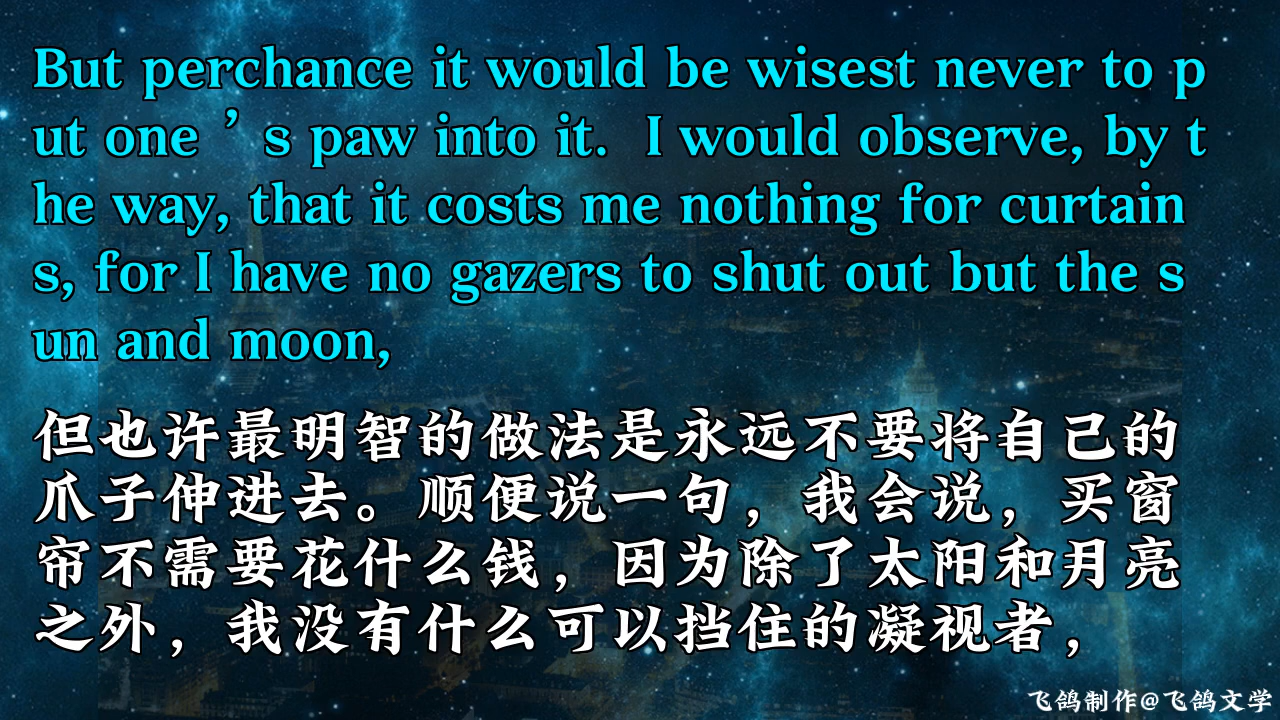 But perchance it would be wisest never to p
ut one ’ s paw into it.  I would observe, by t
he way, that it costs me nothing for curtain
s, for I have no gazers to shut out but the s
un and moon,
但也许最明智的做法是永远不要将自己的
爪子伸进去。顺便说一句，我会说，买窗
帘不需要花什么钱，因为除了太阳和月亮
之外，我没有什么可以挡住的凝视者，
飞鸽制作@飞鸽文学